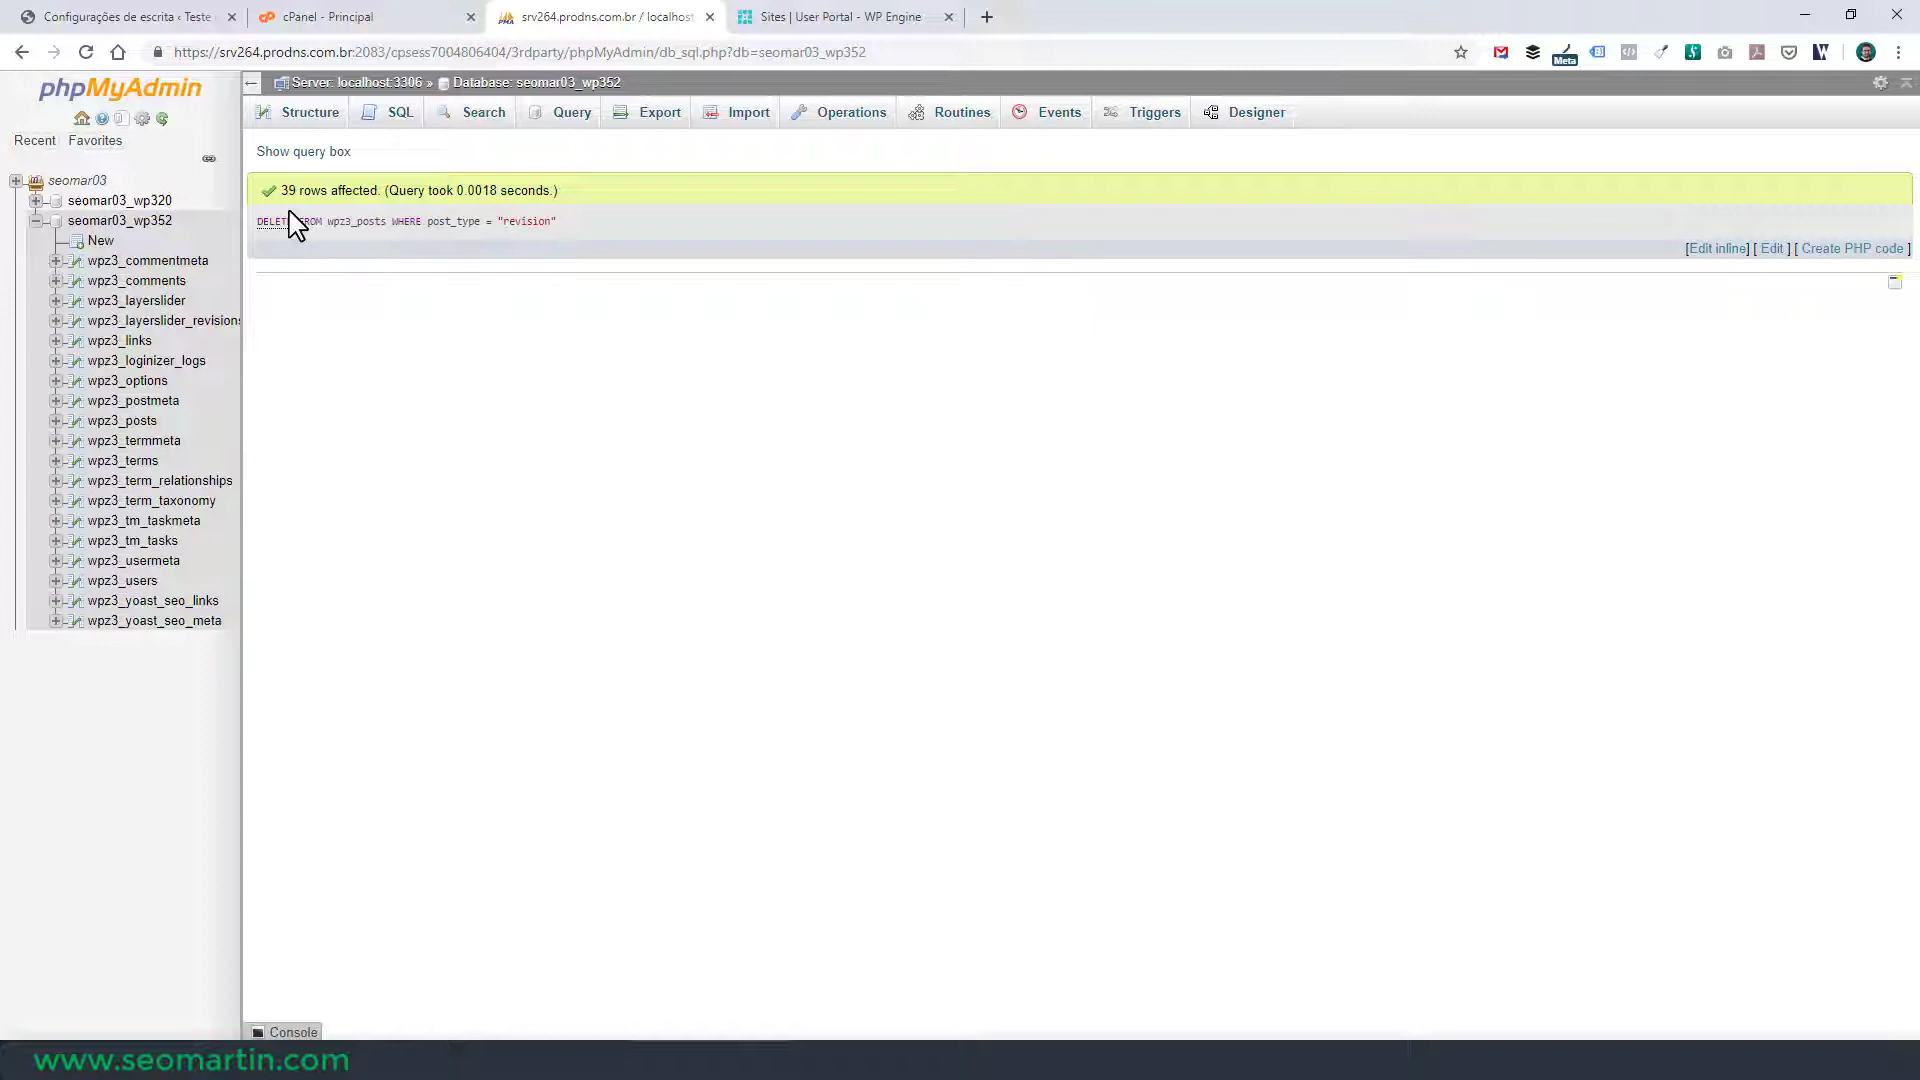 Configurações de escrita ‹ Teste
cPanel - Principal
srv264.prodns.com.br / localhost
Sites | User Portal - WP Engine
https://srv264.prodns.com.br:2083/cpsess7004806404/3rdparty/phpMyAdmin/db_sql.php?db=seomar03_wp352
Meta
phpMyAdmin
Server: localhost:3306 » Database: seomar03_wp352
Structure SQL Search Query Export Import Operations Routines Events Triggers Designer
Recent Favorites
Show query box
seomar03
seomar03_wp320
seomar03_wp352
New
wpz3_commentmeta
wpz3_comments
wpz3_layerslider
wpz3_layerslider_revisions
wpz3_links
wpz3_loginizer_logs
wpz3_options
wpz3_postmeta
wpz3_posts
wpz3_termmeta
wpz3_terms
wpz3_term_relationships
wpz3_term_taxonomy
wpz3_tm_taskmeta
wpz3_tm_tasks
wpz3_usermeta
wpz3_users
wpz3_yoast_seo_links
wpz3_yoast_seo_meta
39 rows affected. (Query took 0.0018 seconds.)
DELETE FROM wpz3_posts WHERE post_type = "revision"
[Edit inline] [ Edit ] [ Create PHP code ]
Console
www.seomartin.com